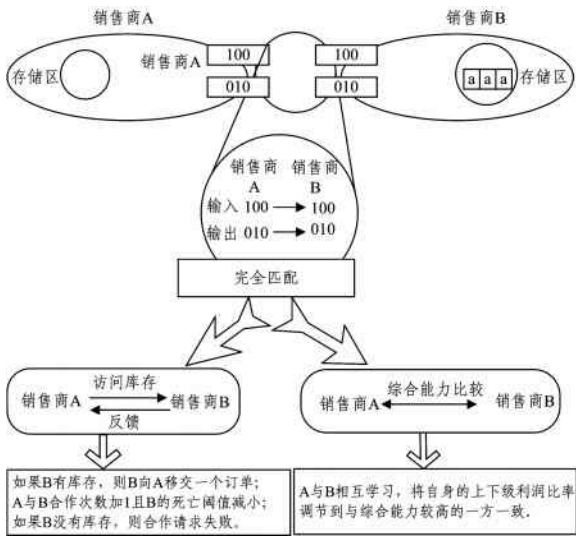 销售商A
销售商B
存储区
销售商A
100
010
100
010
a a a
存储区
销售商 销售商
A B
输入 100 100
输出 010 010
完全匹配
访问库存
销售商A 销售商B
反馈
综合能力比较
销售商A 销售商B
如果B有库存，则B向A移交一个订单；
A与B合作次数加1且B的死亡阈值减小；
如果B没有库存，则合作请求失败。
A与B相互学习，将自身的上下级利润比率
调节到与综合能力较高的一方一致.